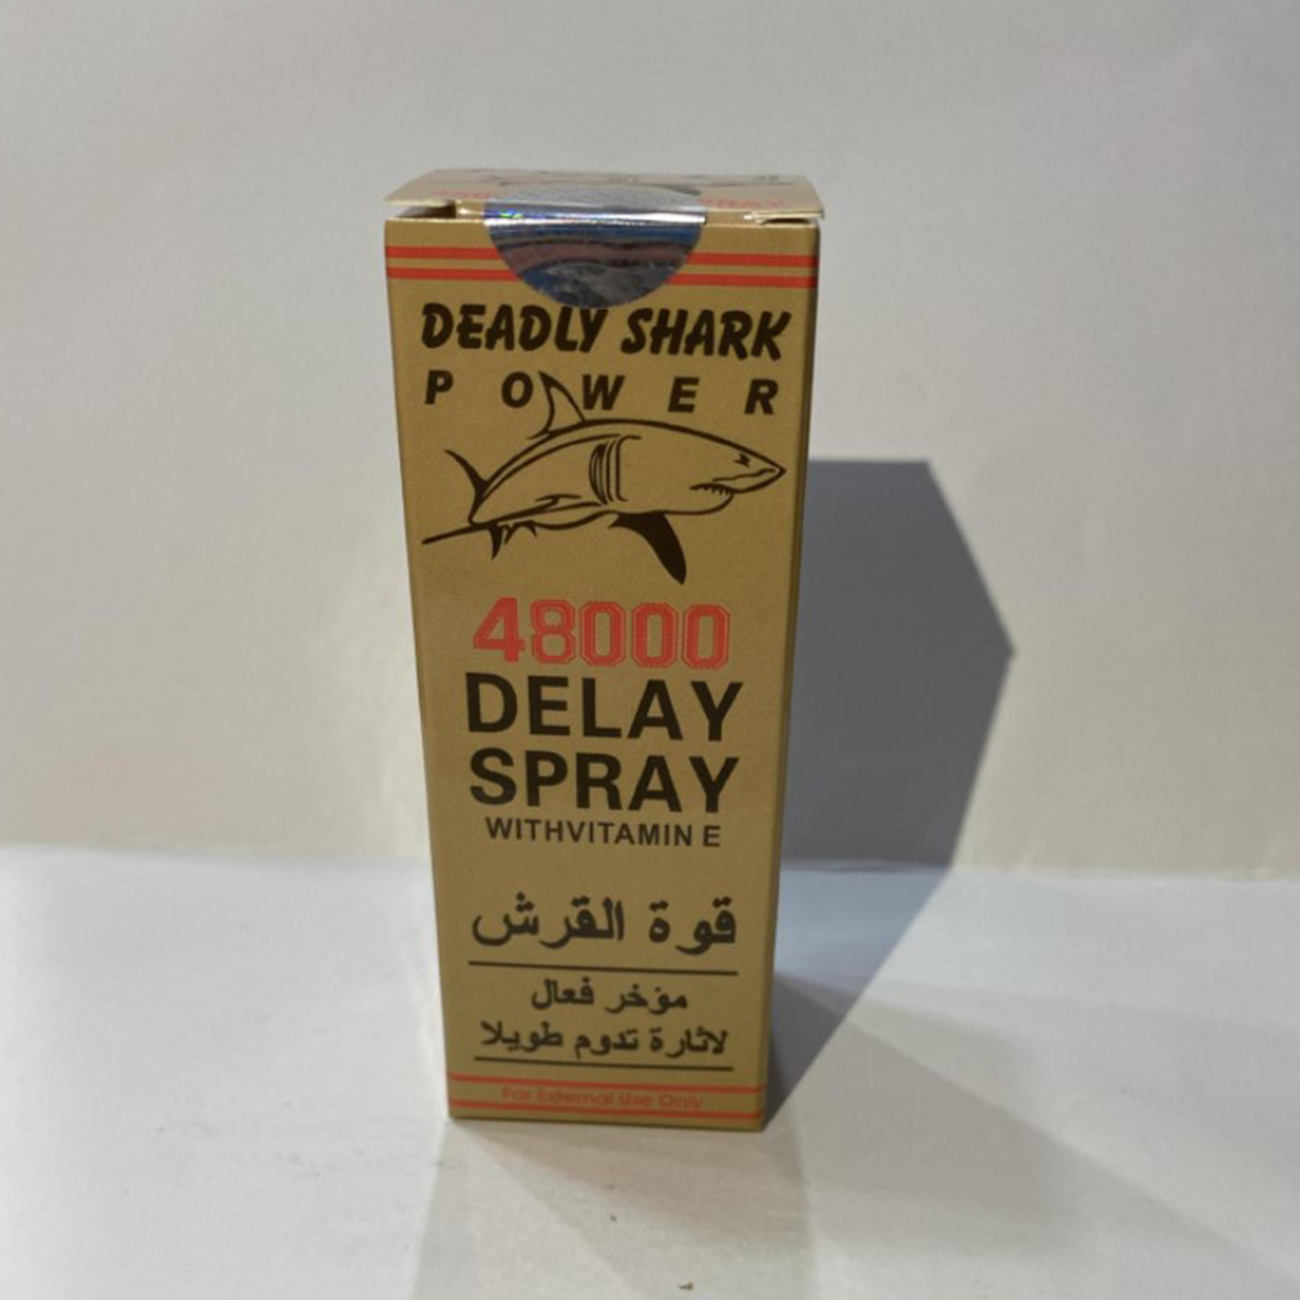 DEADLY SHARK
POWER
48000
DELAY
SPRAY
WITHVITAMIN E
قوة القرش
مؤخر فعال
لاثارة تدوم طويلا
For External Use Only